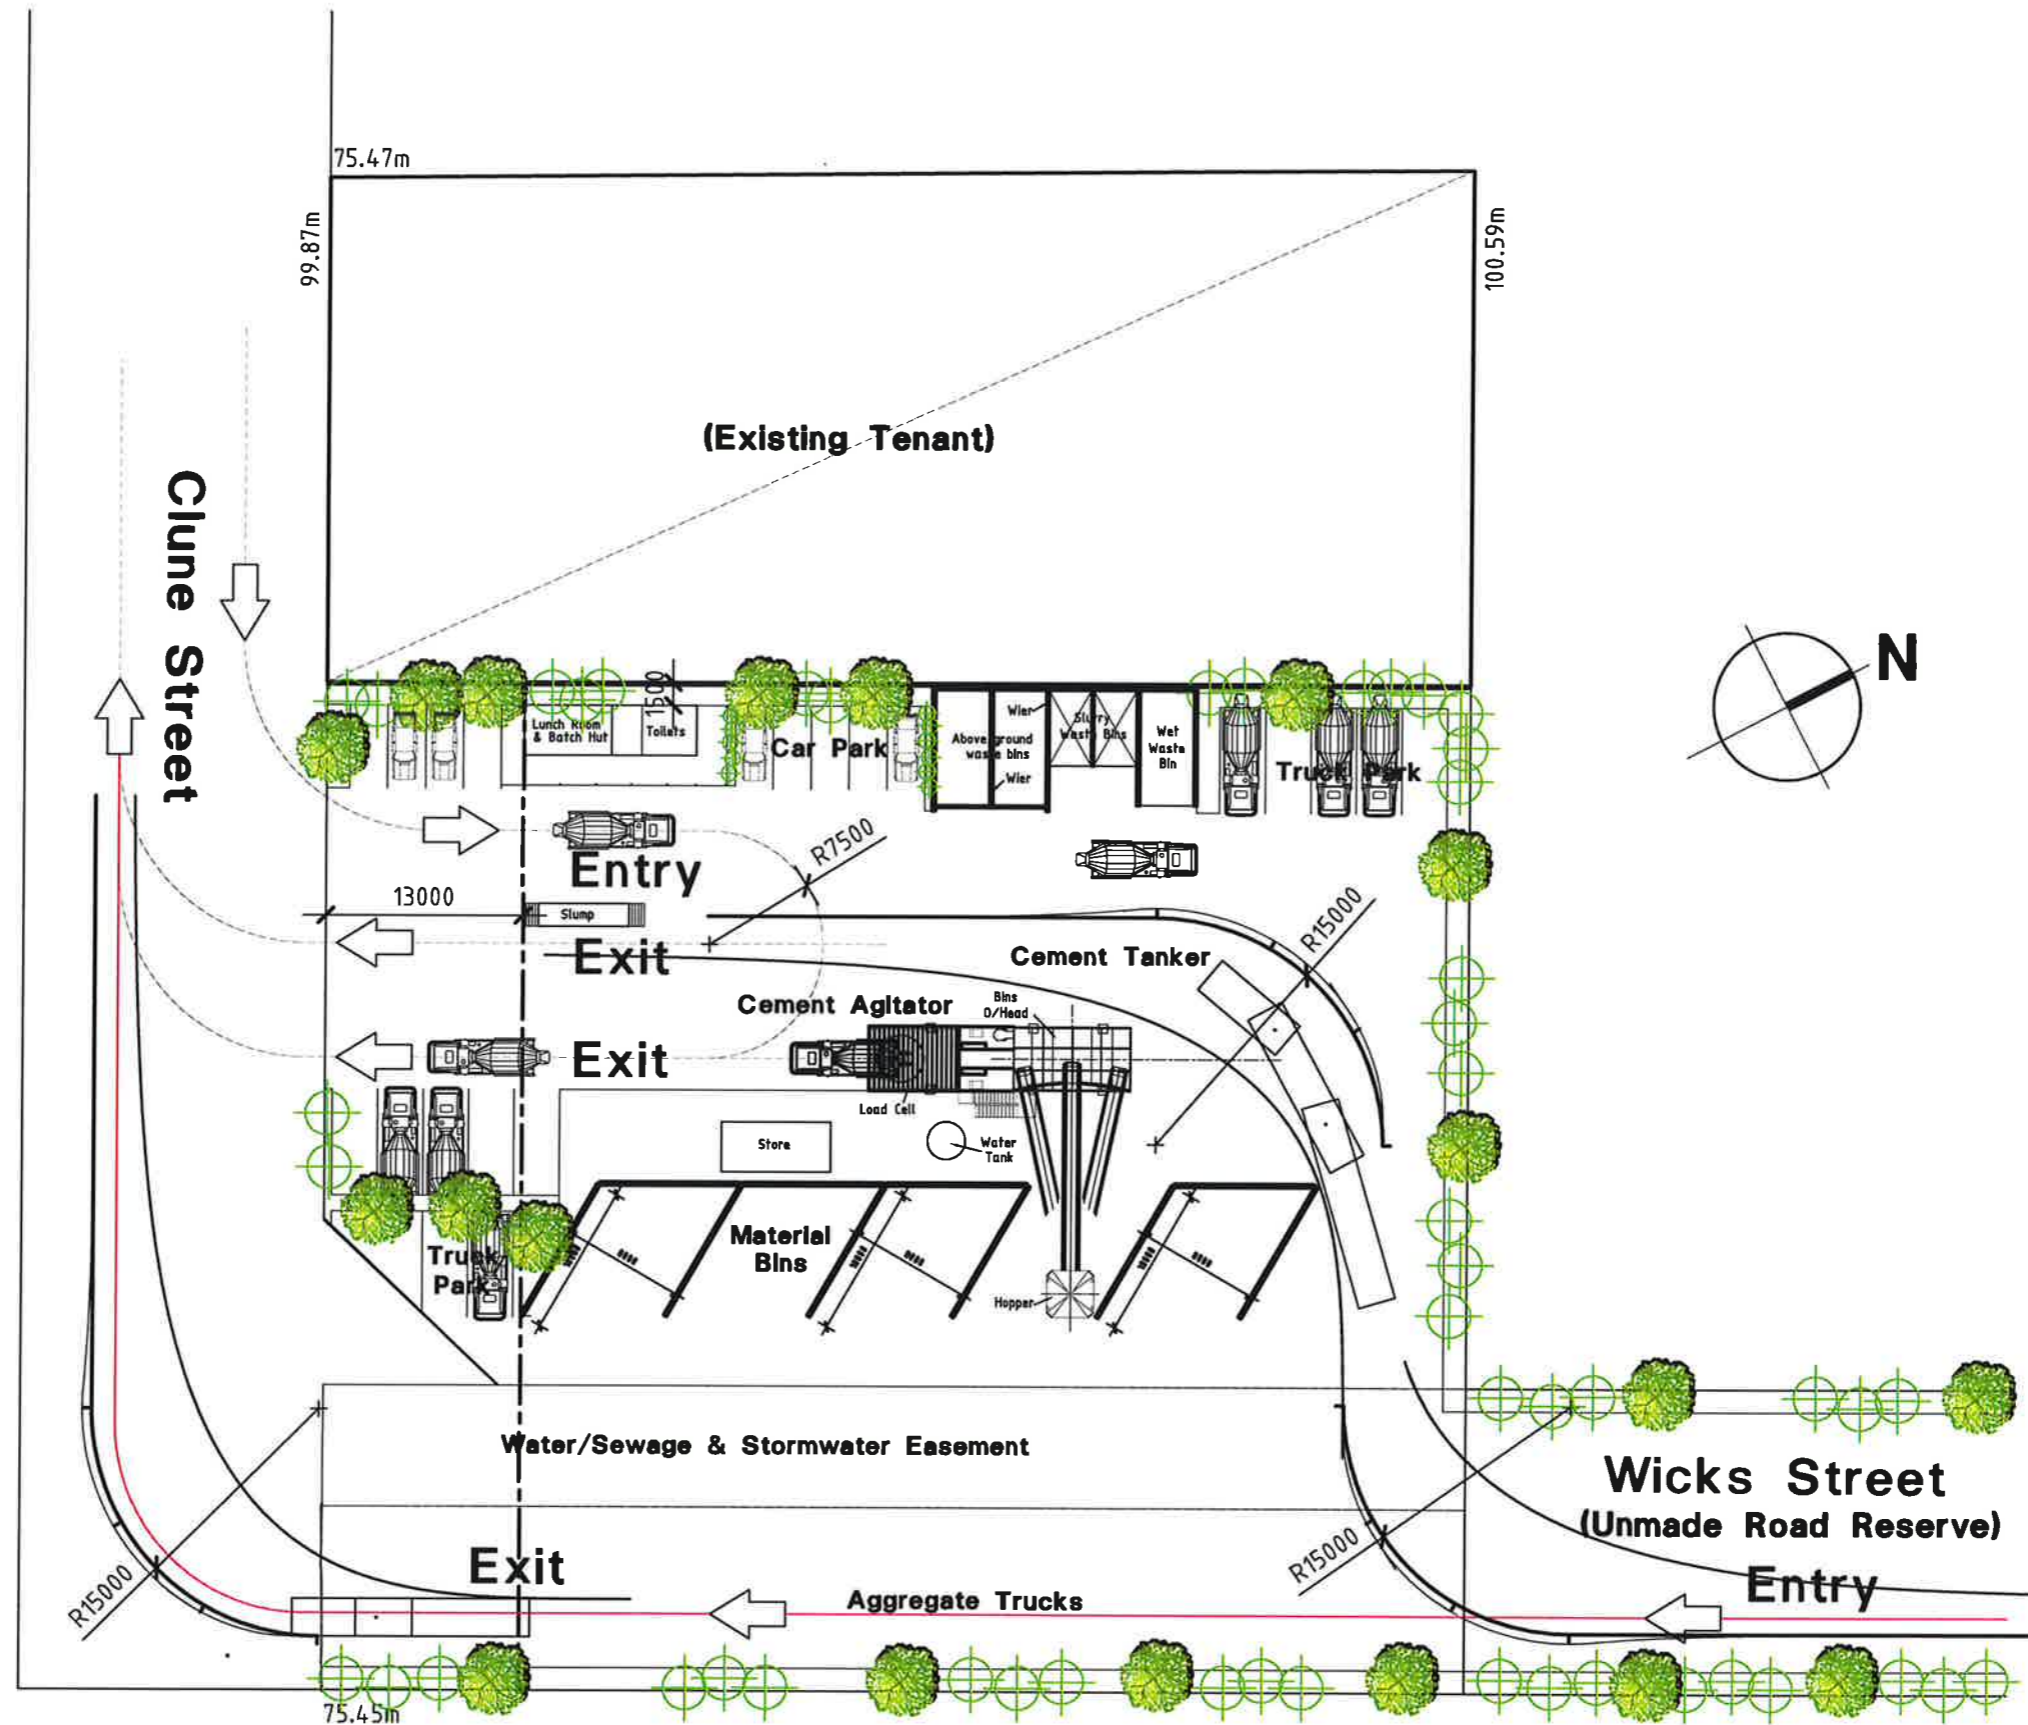 75.47m
99.87m
100.59m
(Existing Tenant)
Clune Street
N
1500
Lunch Room
& Batch Hut
Toilets
Car Park
Above ground
waste bins
Wier
Wier
Slurry
Waste Bins
Wet
Waste
Bin
Truck Park
Entry
R7500
13000
Slump
Exit
R15000
Cement Tanker
Cement Agitator
Bins
O/Head
Exit
Load Cell
Store
Water
Tank
Material
Bins
Truck
Park
Hopper
Water/Sewage & Stormwater Easement
Wicks Street
(Unmade Road Reserve)
R15000
R15000
Exit
Aggregate Trucks
Entry
75.45m